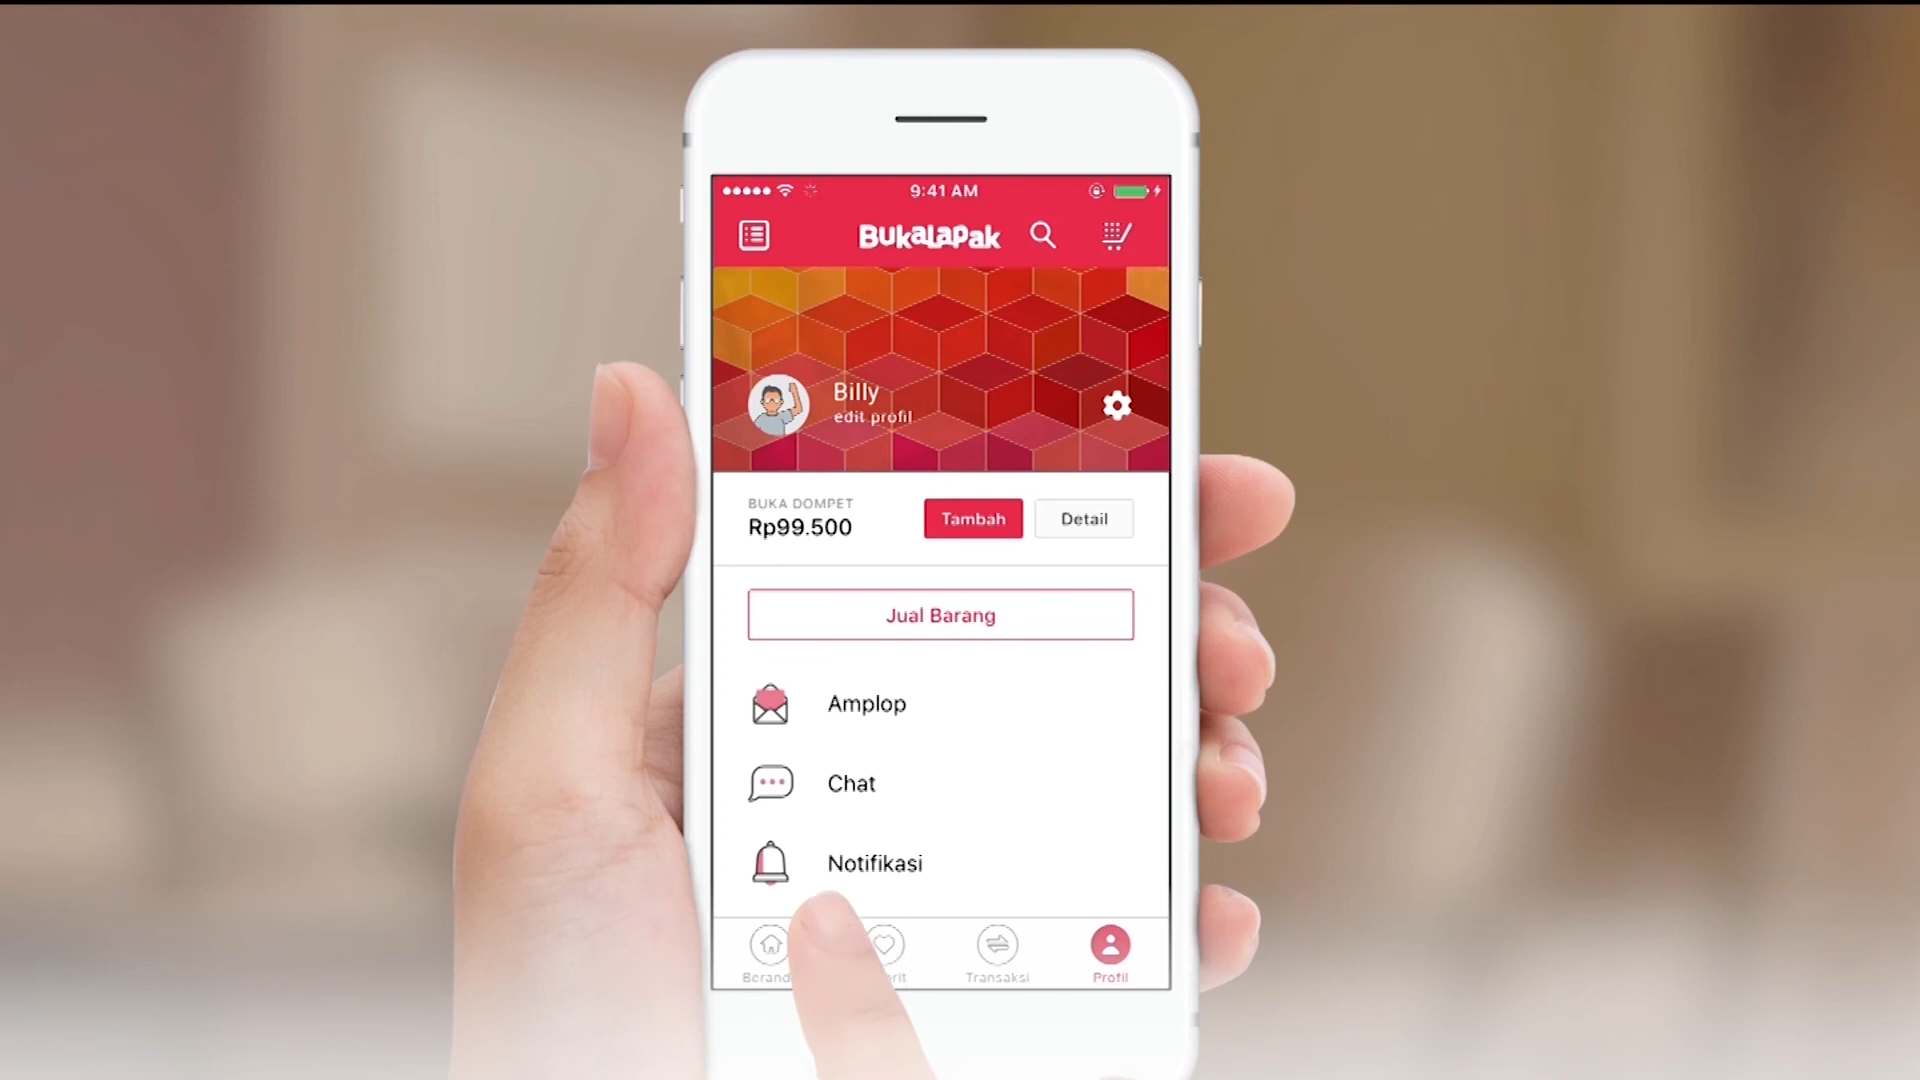 9:41 AM
BukaLapak
Billy
edit profil
BUKA DOMPET
Rp99.500
Tambah
Detail
Jual Barang
Amplop
Chat
Notifikasi
Transaksi
Profil